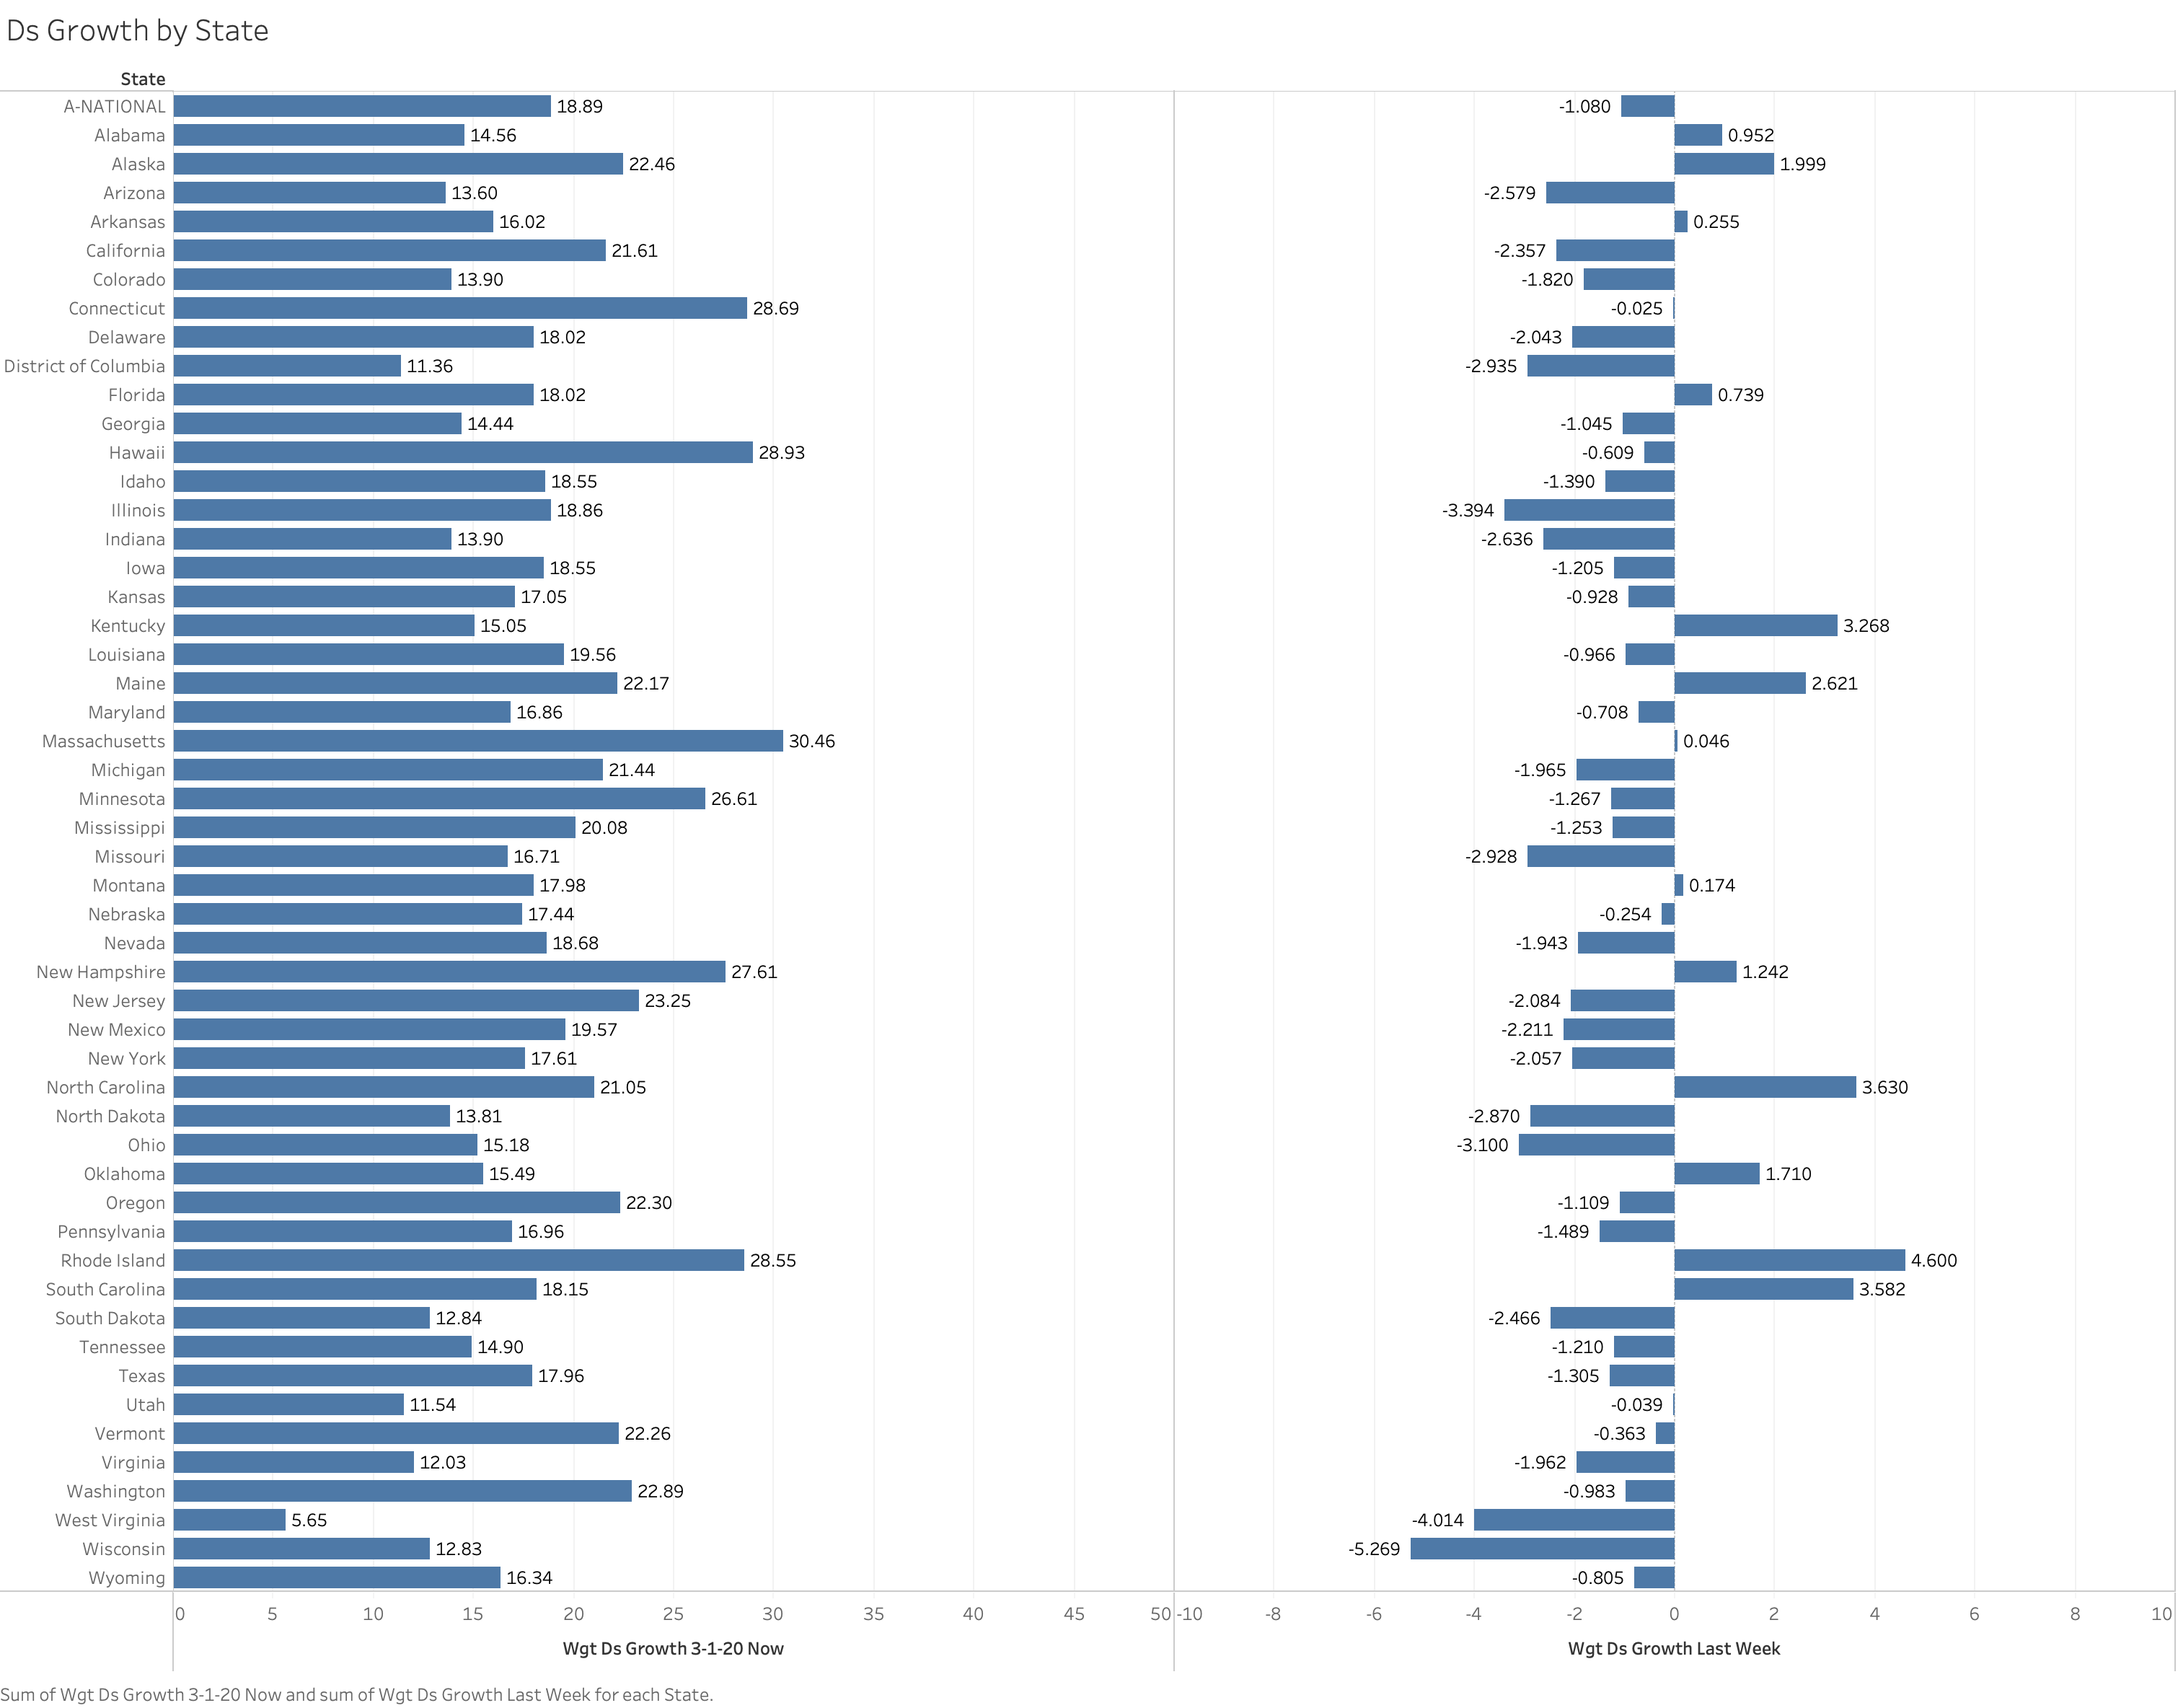 Ds Growth by State
State
A-NATIONAL 18.89 -1.080
Alabama 14.56 0.952
Alaska 22.46 1.999
Arizona 13.60 -2.579
Arkansas 16.02 0.255
California 21.61 -2.357
Colorado 13.90 -1.820
Connecticut 28.69 -0.025
Delaware 18.02 -2.043
District of Columbia 11.36 -2.935
Florida 18.02 0.739
Georgia 14.44 -1.045
Hawaii 28.93 -0.609
Idaho 18.55 -1.390
Illinois 18.86 -3.394
Indiana 13.90 -2.636
Iowa 18.55 -1.205
Kansas 17.05 -0.928
Kentucky 15.05 3.268
Louisiana 19.56 -0.966
Maine 22.17 2.621
Maryland 16.86 -0.708
Massachusetts 30.46 0.046
Michigan 21.44 -1.965
Minnesota 26.61 -1.267
Mississippi 20.08 -1.253
Missouri 16.71 -2.928
Montana 17.98 0.174
Nebraska 17.44 -0.254
Nevada 18.68 -1.943
New Hampshire 27.61 1.242
New Jersey 23.25 -2.084
New Mexico 19.57 -2.211
New York 17.61 -2.057
North Carolina 21.05 3.630
North Dakota 13.81 -2.870
Ohio 15.18 -3.100
Oklahoma 15.49 1.710
Oregon 22.30 -1.109
Pennsylvania 16.96 -1.489
Rhode Island 28.55 4.600
South Carolina 18.15 3.582
South Dakota 12.84 -2.466
Tennessee 14.90 -1.210
Texas 17.96 -1.305
Utah 11.54 -0.039
Vermont 22.26 -0.363
Virginia 12.03 -1.962
Washington 22.89 -0.983
West Virginia 5.65 -4.014
Wisconsin 12.83 -5.269
Wyoming 16.34 -0.805
0 5 10 15 20 25 30 35 40 45 50 -10 -8 -6 -4 -2 0 2 4 6 8 10
Wgt Ds Growth 3-1-20 Now Wgt Ds Growth Last Week
Sum of Wgt Ds Growth 3-1-20 Now and sum of Wgt Ds Growth Last Week for each State.